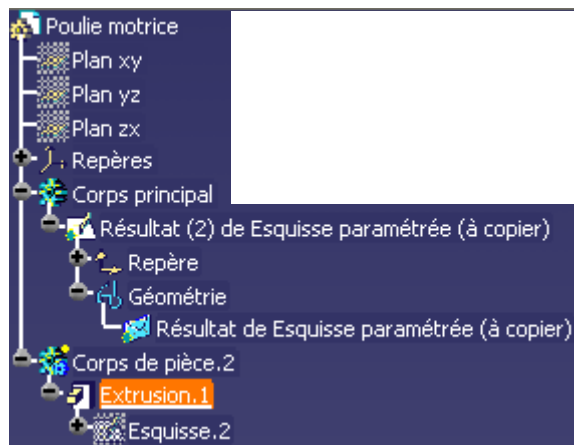 Poulie motrice
Plan xy
Plan yz
Plan zx
Repères
Corps principal
Résultat (2) de Esquisse paramétrée (à copier)
Repère
Géométrie
Résultat de Esquisse paramétrée (à copier)
Corps de pièce.2
Extrusion.1
Esquisse.2